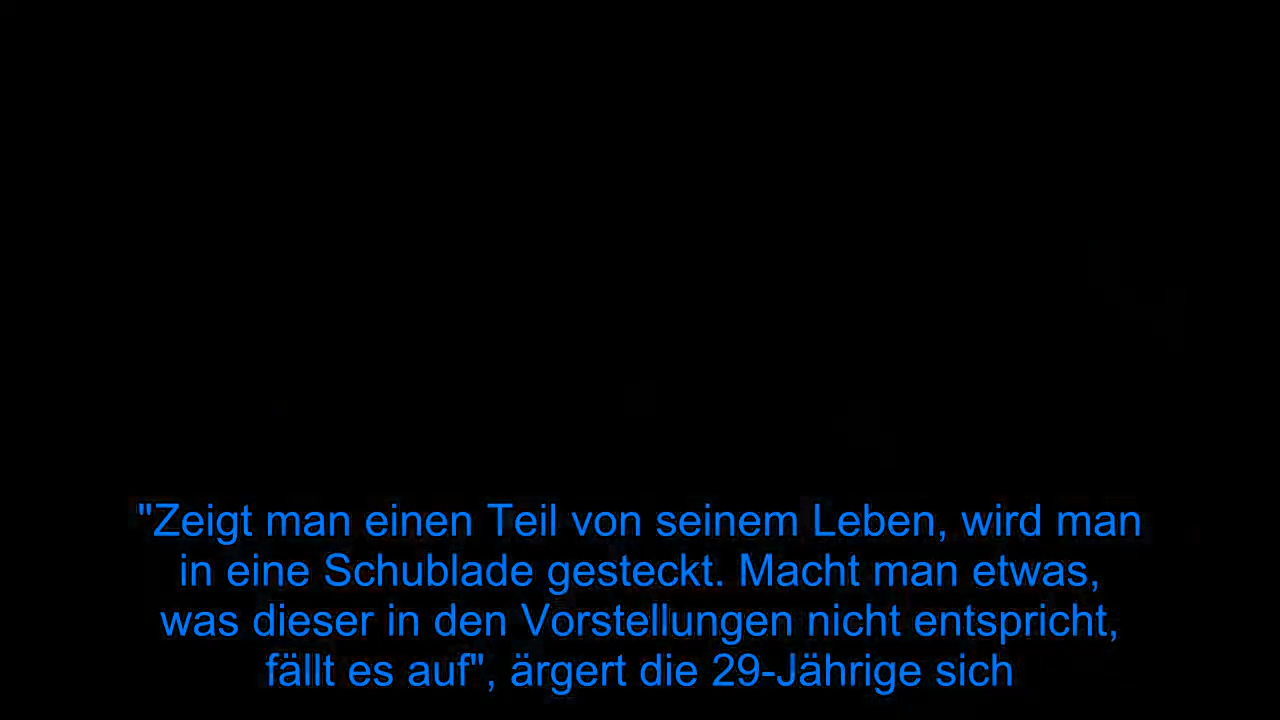 "Zeigt man einen Teil von seinem Leben, wird man
in eine Schublade gesteckt. Macht man etwas,
was dieser in den Vorstellungen nicht entspricht,
fällt es auf", ärgert die 29-Jährige sich